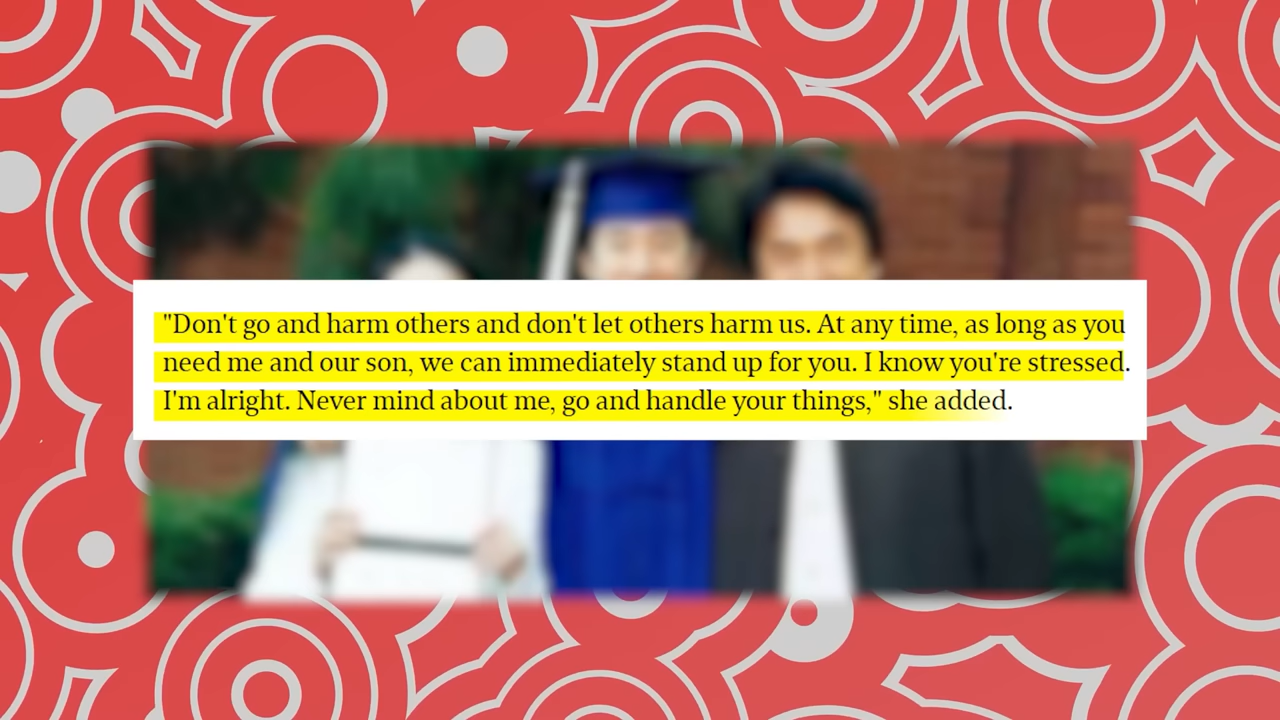 "Don't go and harm others and don't let others harm us. At any time, as long as you
need me and our son, we can immediately stand up for you. I know you're stressed.
I'm alright. Never mind about me, go and handle your things," she added.